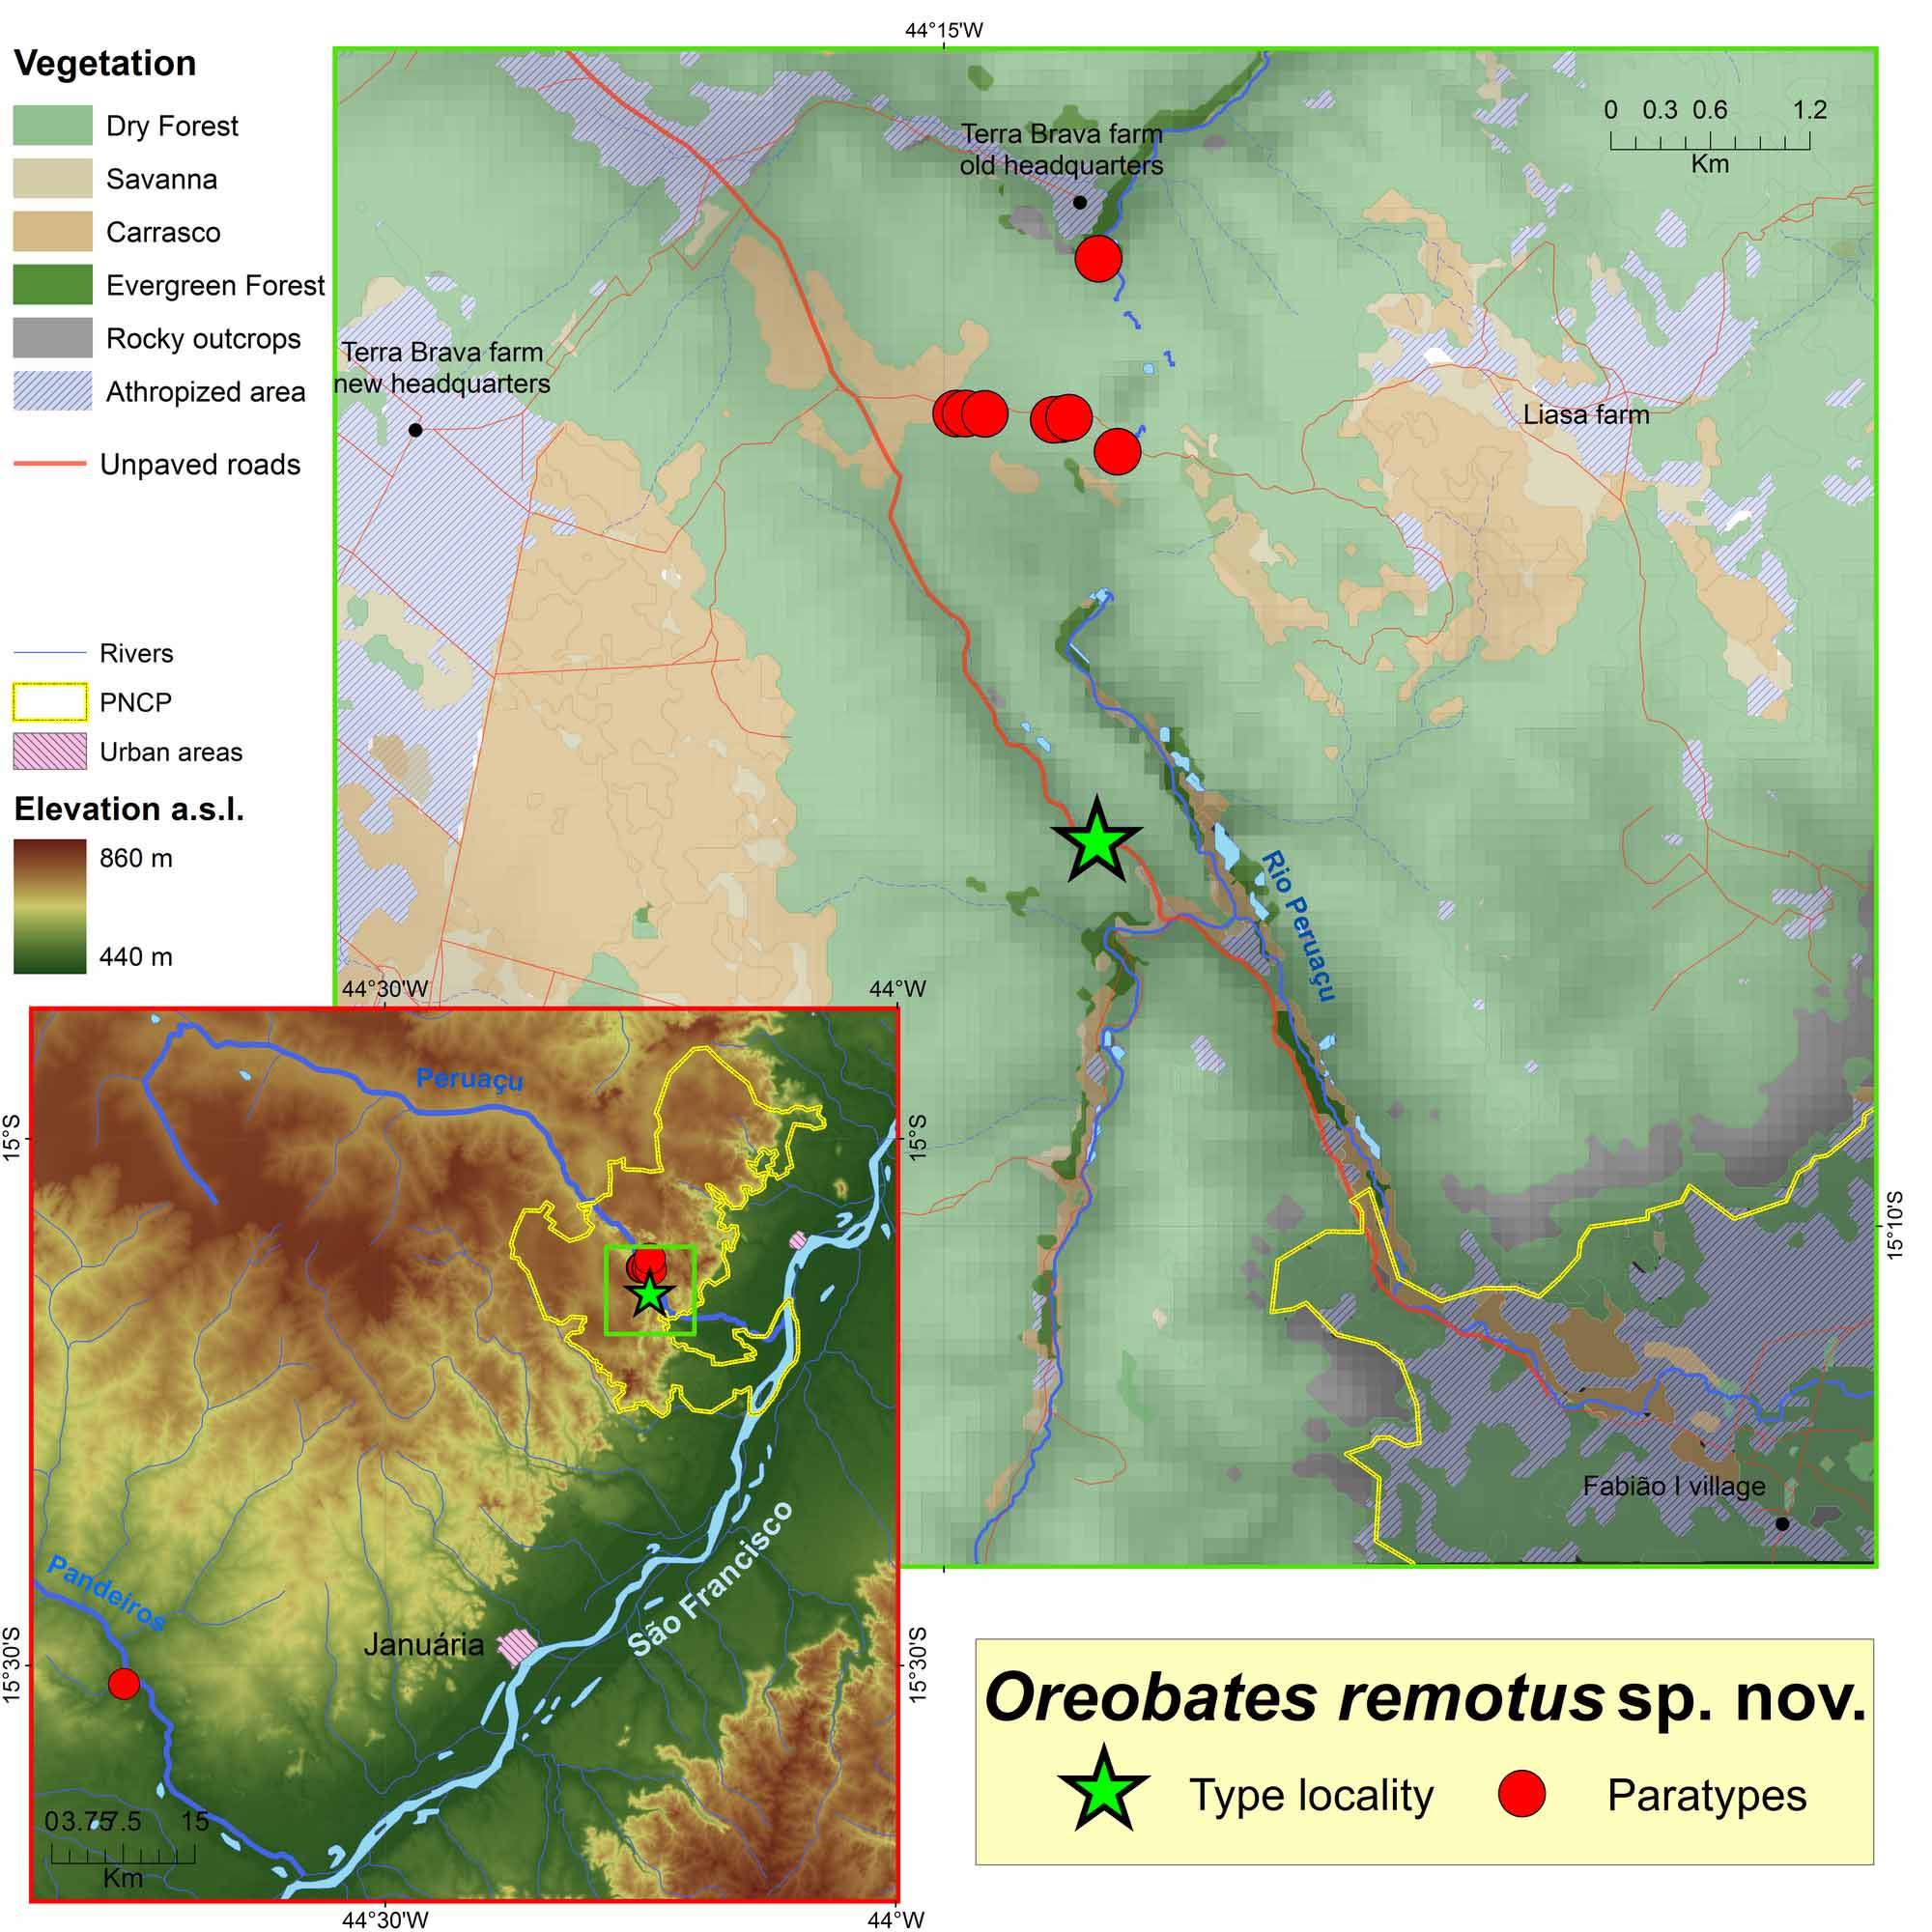 44°15'W
Vegetation
Dry Forest
Savanna
Carrasco
Evergreen Forest
Rocky outcrops
Athropized area
Unpaved roads
Rivers
PNCP
Urban areas
Elevation a.s.l.
860 m
440 m
0 0.3 0.6 1.2
Km
Terra Brava farm
old headquarters
Terra Brava farm
new headquarters
Liasa farm
Rio Peruaçu
15°10'S
Fabião I village
44°30'W
44°W
Peruaçu
15°S
15°S
Pandeiros
Januária
São Francisco
15°30'S
15°30'S
0 3.75 7.5 15
Km
44°30'W
44°W
Oreobates remotus sp. nov.
Type locality
Paratypes